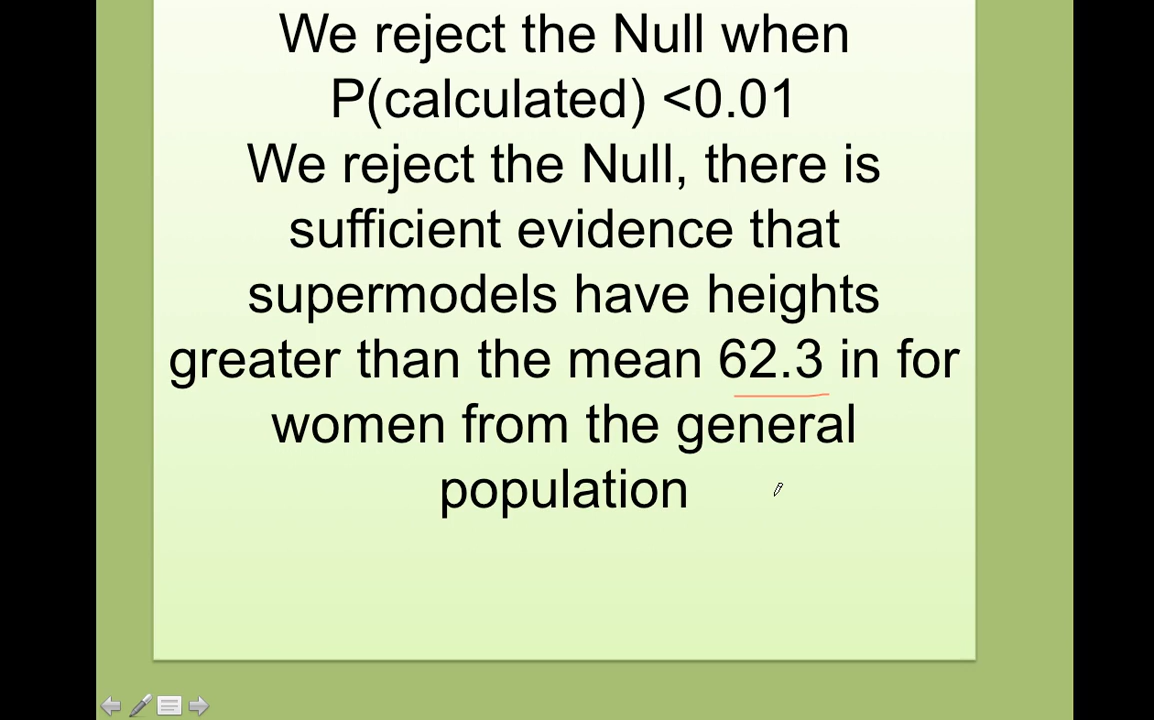 We reject the Null when
P(calculated) <0.01
We reject the Null, there is
sufficient evidence that
supermodels have heights
greater than the mean 62.3 in for
women from the general
population